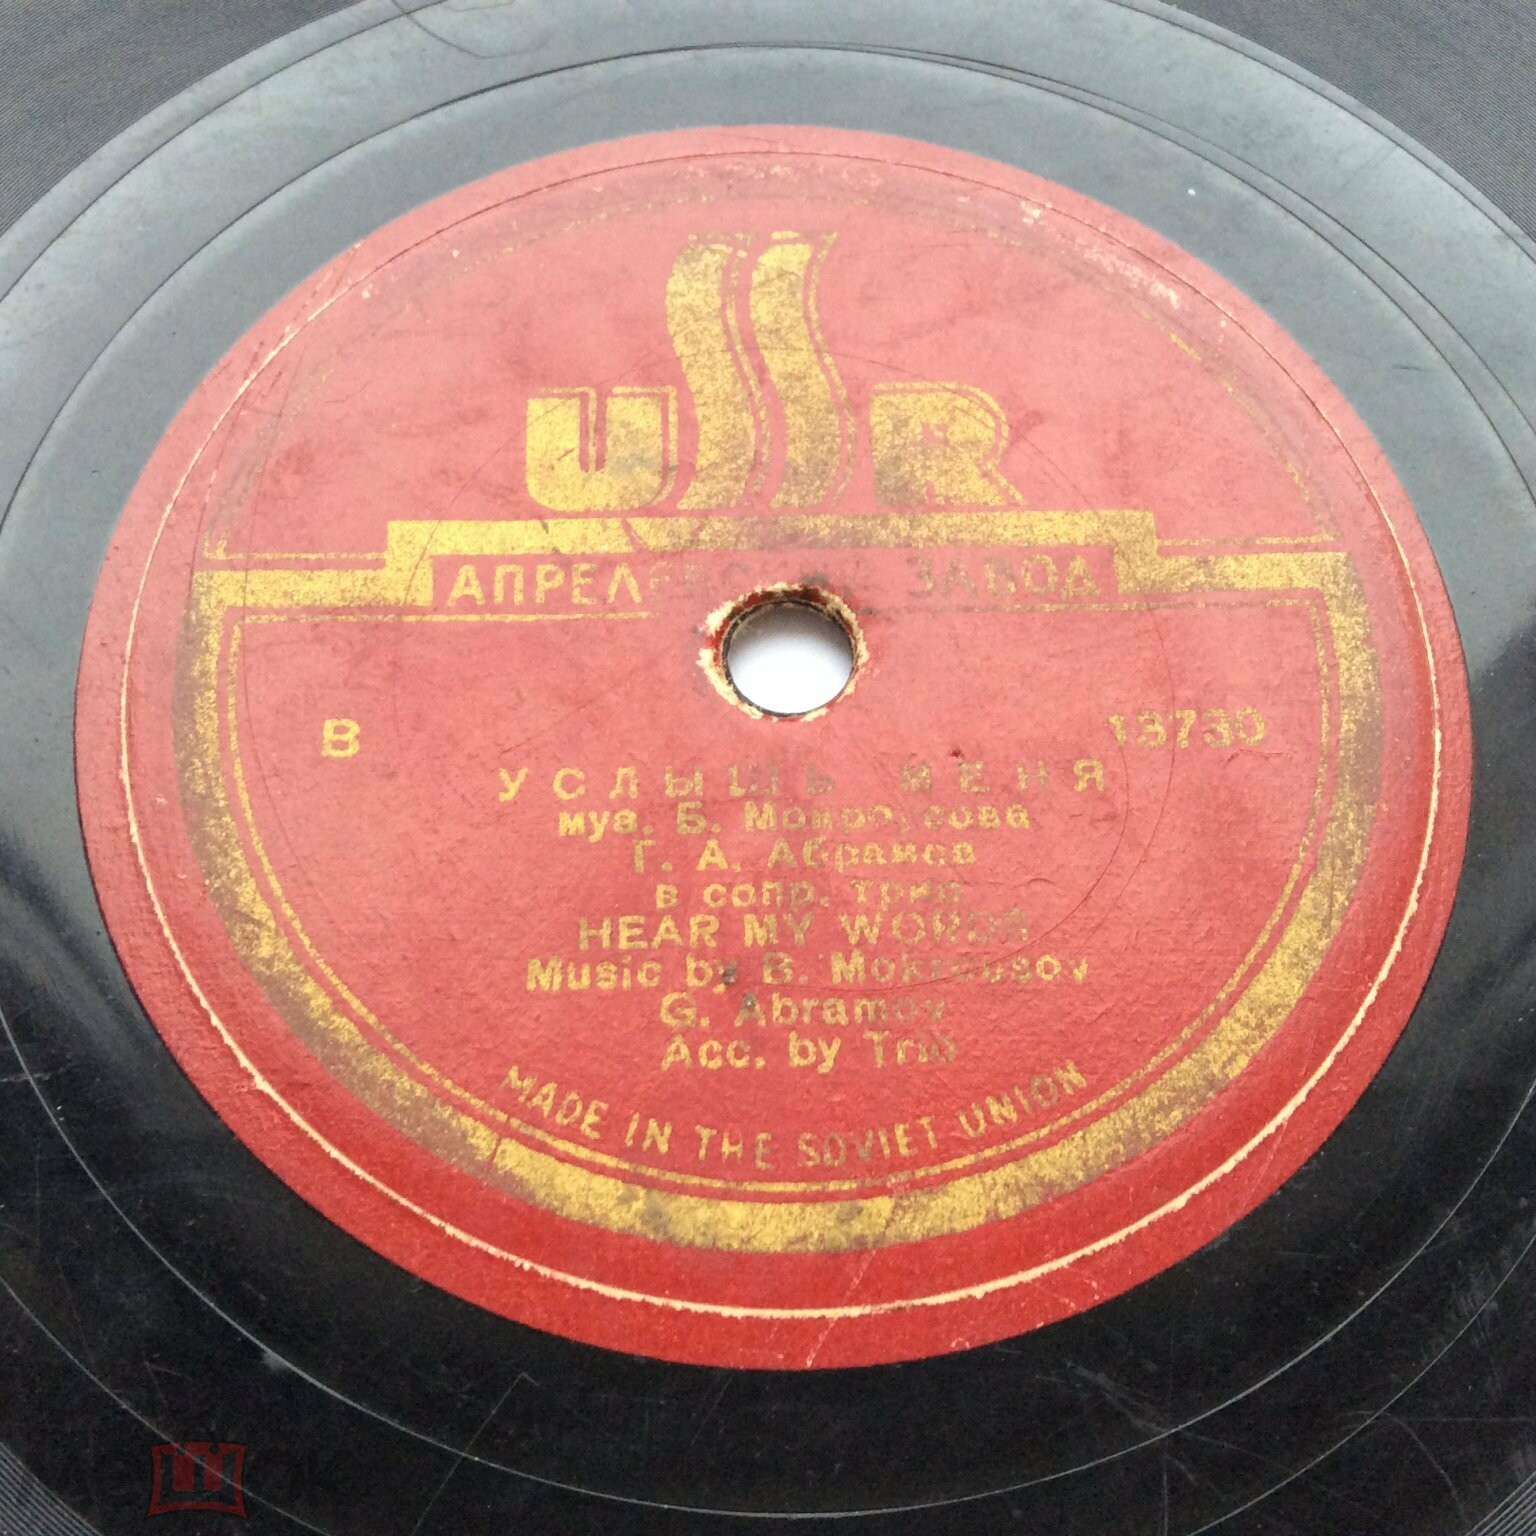 USSR
АПРЕЛЕВСКИЙ ЗАВОД
В 13730
УСЛЫШЬ МЕНЯ
муз. Б. Мокроусова
Г. А. Абрамов
в сопр. трио
HEAR MY WORDS
Music by B. Mokrousov
G. Abramov
Acc. by Trio
MADE IN THE SOVIET UNION
Мешок